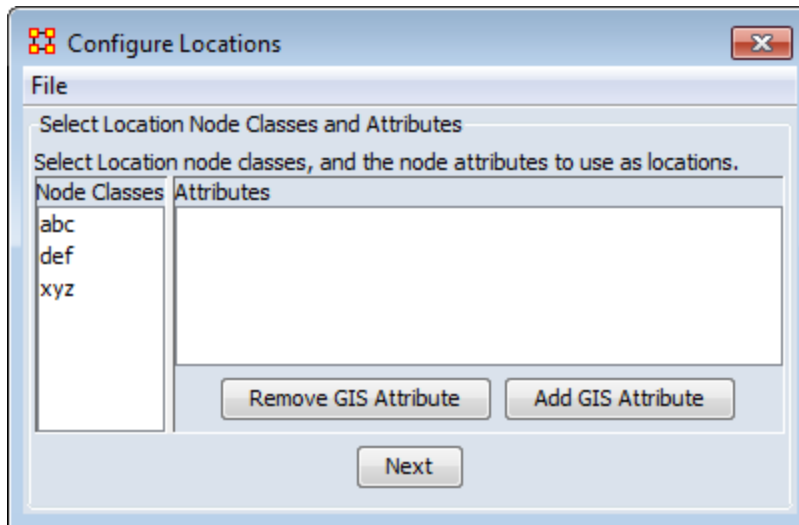 Configure Locations
File
Select Location Node Classes and Attributes
Select Location node classes, and the node attributes to use as locations.
Node Classes Attributes
abc
def
xyz
Remove GIS Attribute Add GIS Attribute
Next